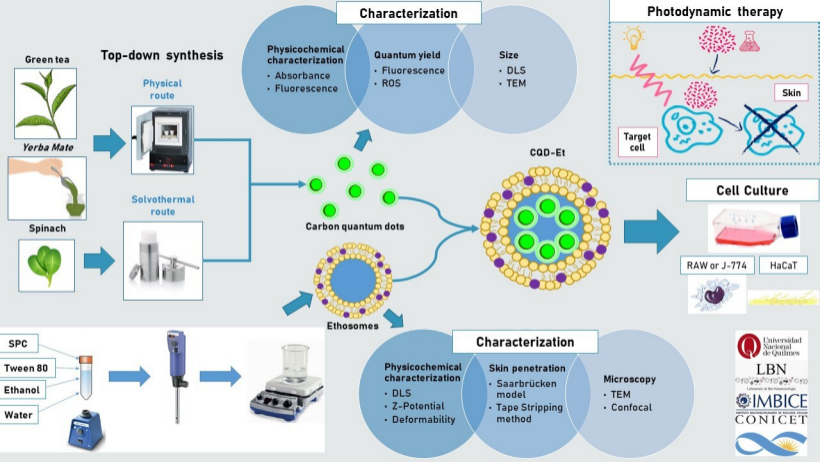 Characterization
Photodynamic therapy
Green tea
Top-down synthesis
Physicochemical
characterization
• Absorbance
• Fluorescence
Quantum yield
• Fluorescence
• ROS
Size
• DLS
• TEM
Physical
route
Skin
Target
cell
Yerba Mate
CQD-Et
Solvothermal
route
Cell Culture
Spinach
Carbon quantum dots
RAW or J-774
HaCaT
Ethosomes
SPC
Tween 80
Ethanol
Water
Characterization
Physicochemical
characterization
• DLS
• Z-Potential
• Deformability
Skin penetration
• Saarbrücken
model
• Tape Stripping
method
Microscopy
• TEM
• Confocal
Universidad
Nacional
de Quilmes
LBN
IMBICE
CONICET